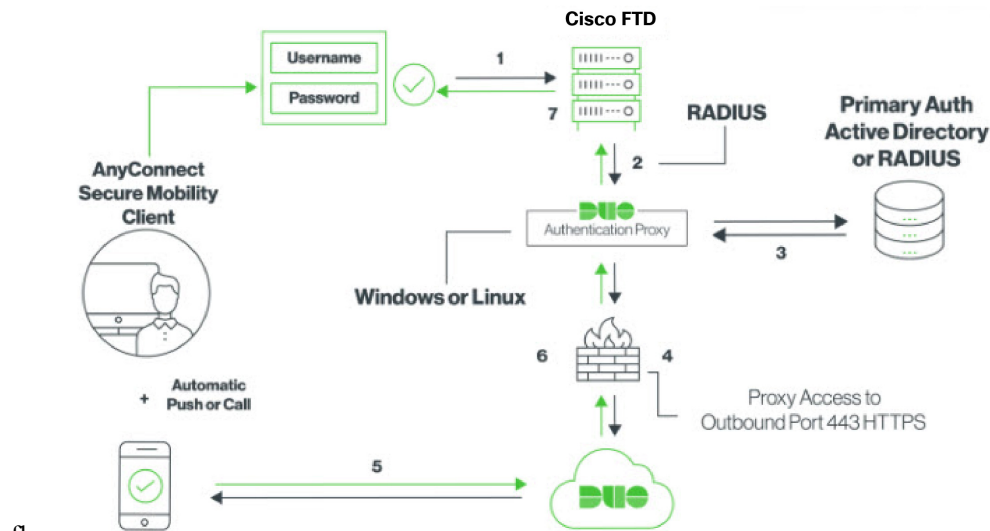 Cisco FTD
Username
Password
1
7
RADIUS
2
Primary Auth
Active Directory
or RADIUS
AnyConnect
Secure Mobility
Client
DUO
Authentication Proxy
3
Windows or Linux
6
4
+
Automatic
Push or Call
Proxy Access to
Outbound Port 443 HTTPS
5
DUO